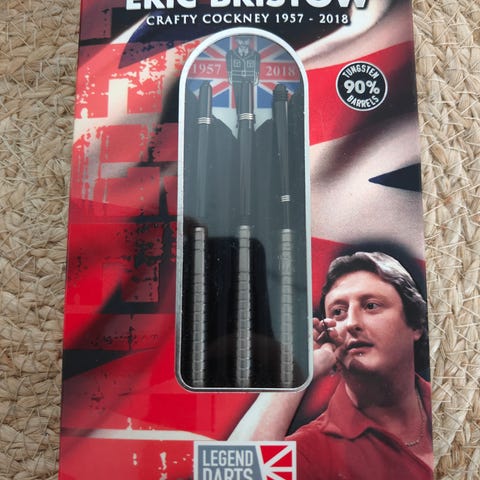 ERIC BRISTOW
CRAFTY COCKNEY 1957 - 2018
1957 2018
TUNGSTEN
90%
BARRELS
LEGEND
DARTS